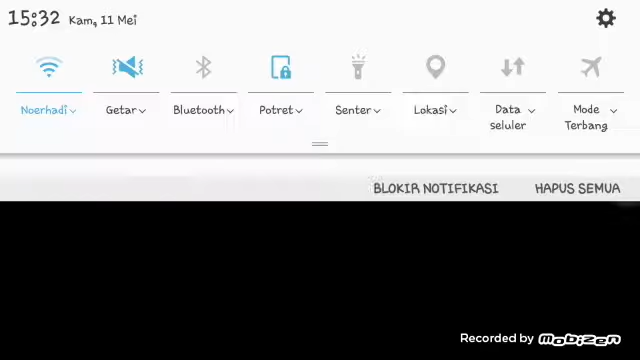 15:32 Kam, 11 Mei
Noerhadi Getar Bluetooth Potret Senter Lokasi Data seluler Mode Terbang
BLOKIR NOTIFIKASI HAPUS SEMUA
Recorded by Mobizen